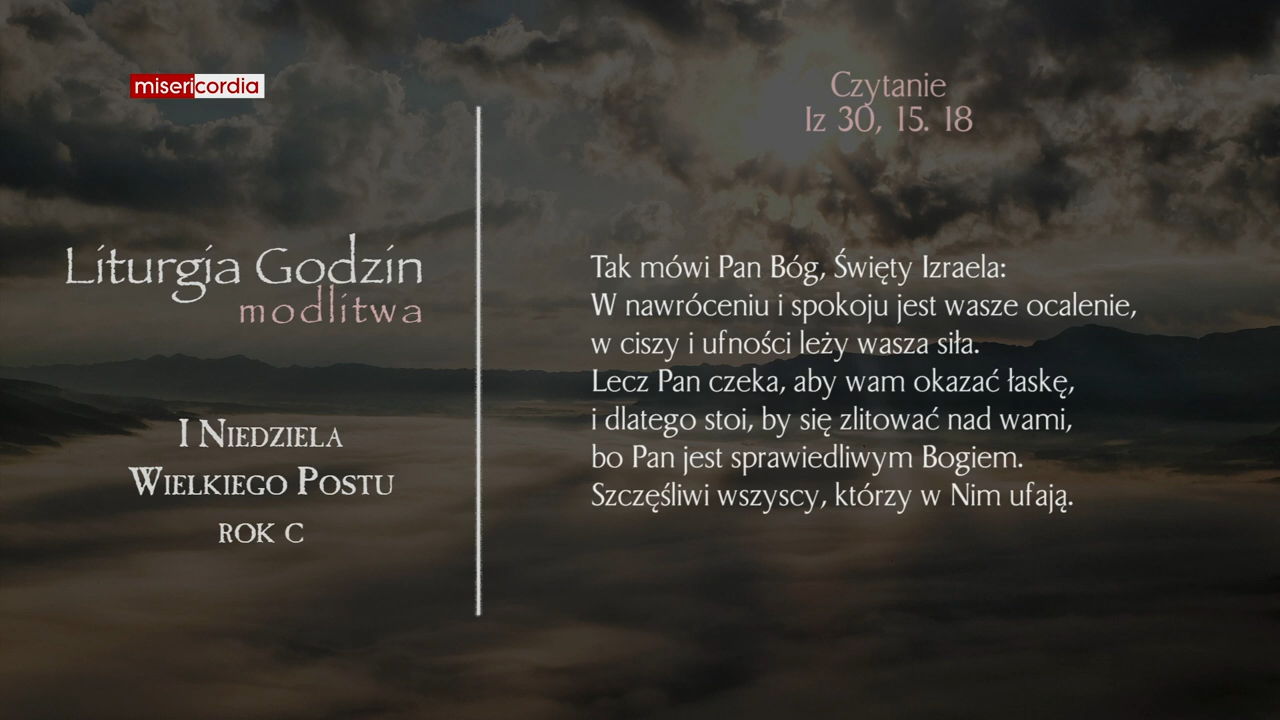 misericordia
Liturgia Godzin
modlitwa
I Niedziela
Wielkiego Postu
rok C
Czytanie
Iz 30, 15. 18
Tak mówi Pan Bóg, Święty Izraela:
W nawróceniu i spokoju jest wasze ocalenie,
w ciszy i ufności leży wasza siła.
Lecz Pan czeka, aby wam okazać łaskę,
i dlatego stoi, by się zlitować nad wami,
bo Pan jest sprawiedliwym Bogiem.
Szczęśliwi wszyscy, którzy w Nim ufają.